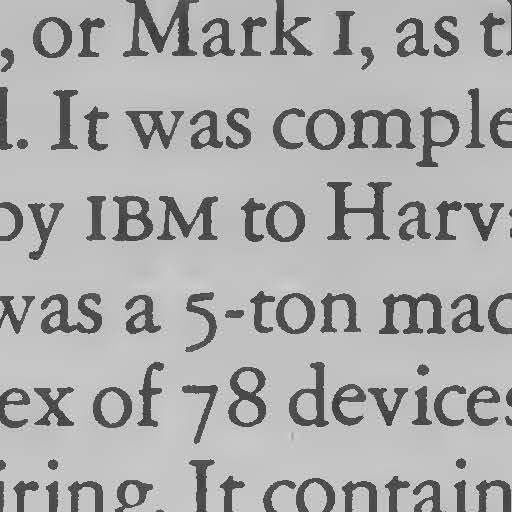 , or Mark I, as th
d. It was comple
by IBM to Harva
was a 5-ton mac
ex of 78 devices
iring. It contain